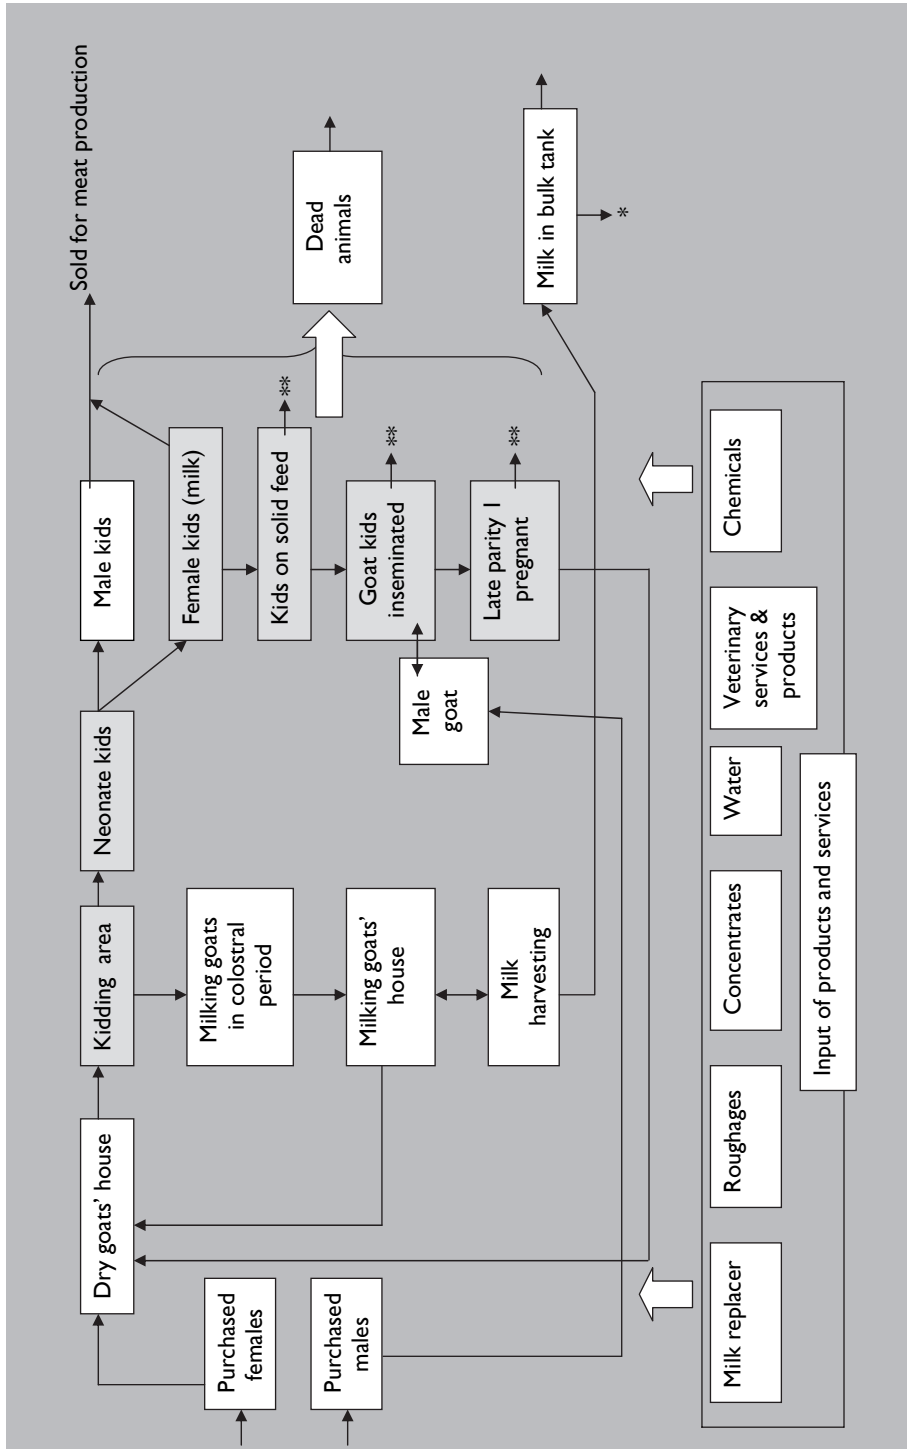 Sold for meat production
Dry goats' house
Kidding area
Neonate kids
Male kids
Female kids (milk)
Kids on solid feed
**
Goat kids
inseminated
**
Late parity 1
pregnant
**
Dead
animals
Milking goats
in colostral
period
Milking goats'
house
Milk
harvesting
Male
goat
Milk in bulk tank
*
Purchased
females
Purchased
males
Milk replacer
Roughages
Concentrates
Water
Veterinary
services &
products
Chemicals
Input of products and services